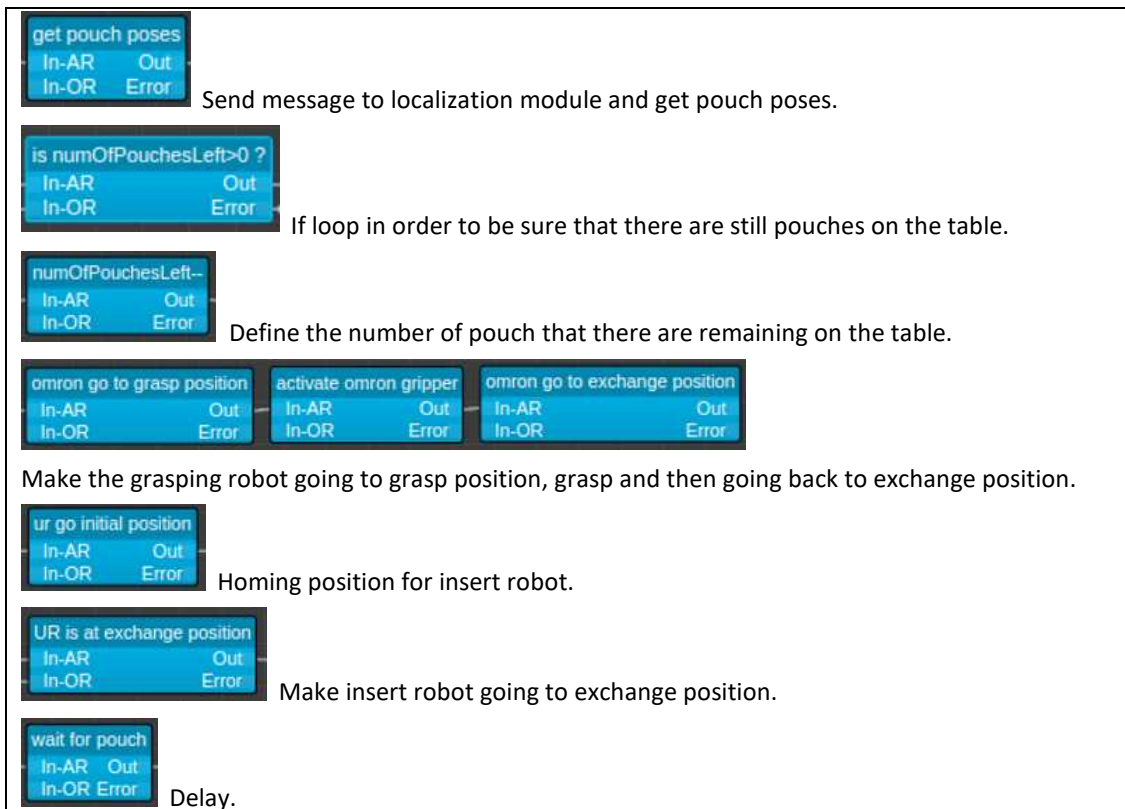 get pouch poses
In-AR Out
In-OR Error
Send message to localization module and get pouch poses.
is numOfPouchesLeft>0 ?
In-AR Out
In-OR Error
If loop in order to be sure that there are still pouches on the table.
numOfPouchesLeft--
In-AR Out
In-OR Error
Define the number of pouch that there are remaining on the table.
omron go to grasp position activate omron gripper omron go to exchange position
In-AR Out In-AR Out In-AR Out
In-OR Error In-OR Error In-OR Error
Make the grasping robot going to grasp position, grasp and then going back to exchange position.
ur go initial position
In-AR Out
In-OR Error
Homing position for insert robot.
UR is at exchange position
In-AR Out
In-OR Error
Make insert robot going to exchange position.
wait for pouch
In-AR Out
In-OR Error
Delay.